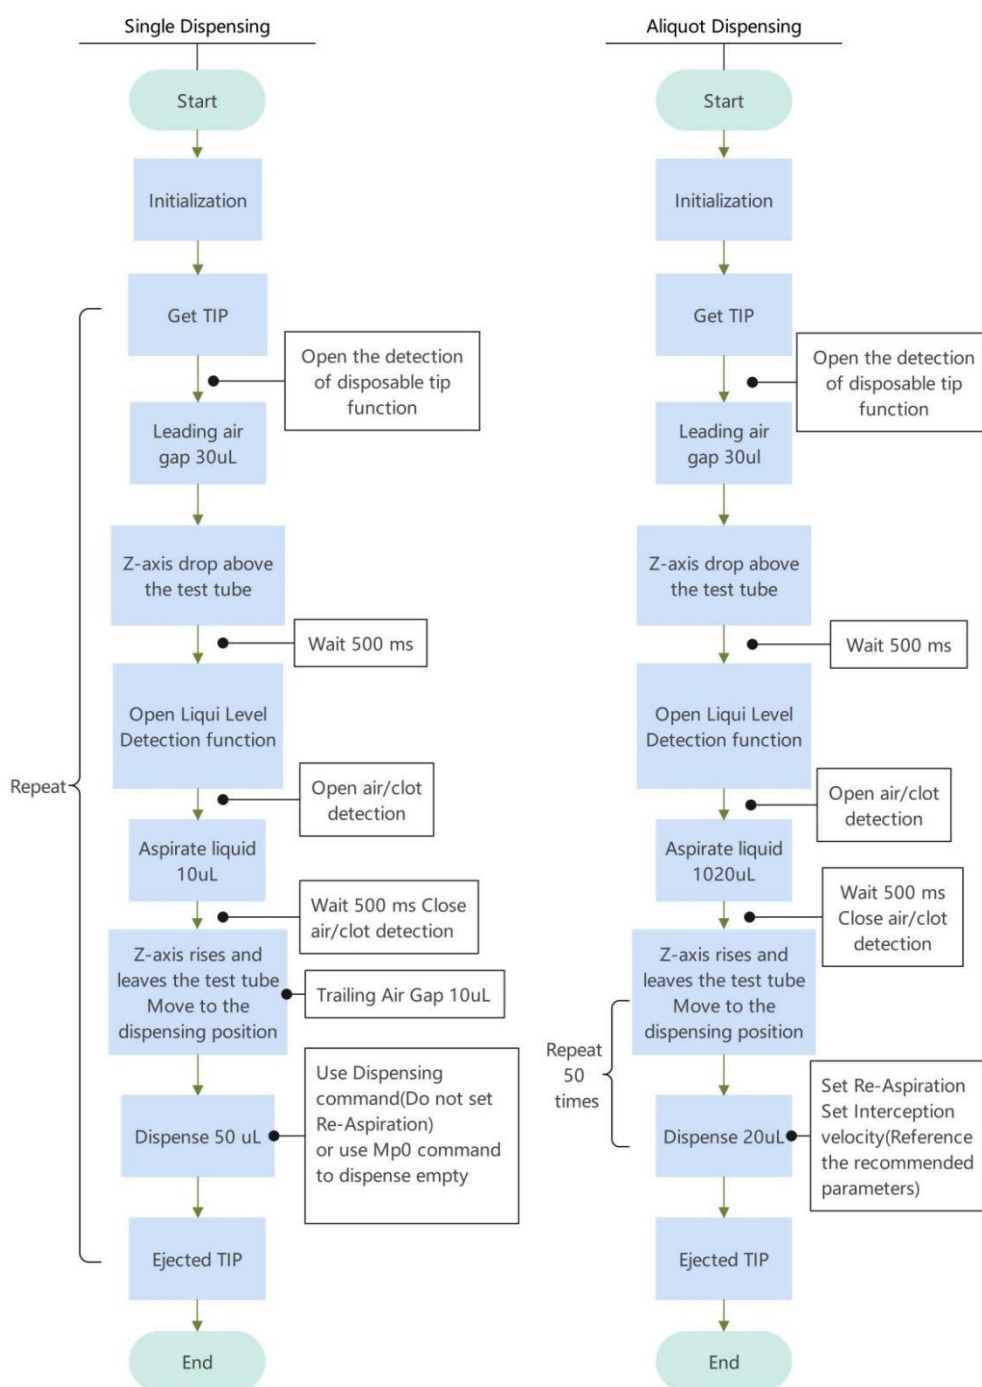 Single Dispensing
Start
Initialization
Get TIP
Open the detection
of disposable tip
function
Leading air
gap 30uL
Z-axis drop above
the test tube
Wait 500 ms
Open Liqui Level
Detection function
Repeat
Open air/clot
detection
Aspirate liquid
10uL
Wait 500 ms Close
air/clot detection
Z-axis rises and
leaves the test tube
Move to the
dispensing position
Trailing Air Gap 10uL
Dispense 50 uL
Use Dispensing
command(Do not set
Re-Aspiration)
or use Mp0 command
to dispense empty
Ejected TIP
End
Aliquot Dispensing
Start
Initialization
Get TIP
Open the detection
of disposable tip
function
Leading air
gap 30ul
Z-axis drop above
the test tube
Wait 500 ms
Open Liqui Level
Detection function
Open air/clot
detection
Aspirate liquid
1020uL
Wait 500 ms
Close air/clot
detection
Z-axis rises and
leaves the test tube
Move to the
dispensing position
Repeat
50
times
Dispense 20uL
Set Re-Aspiration
Set Interception
velocity(Reference
the recommended
parameters)
Ejected TIP
End